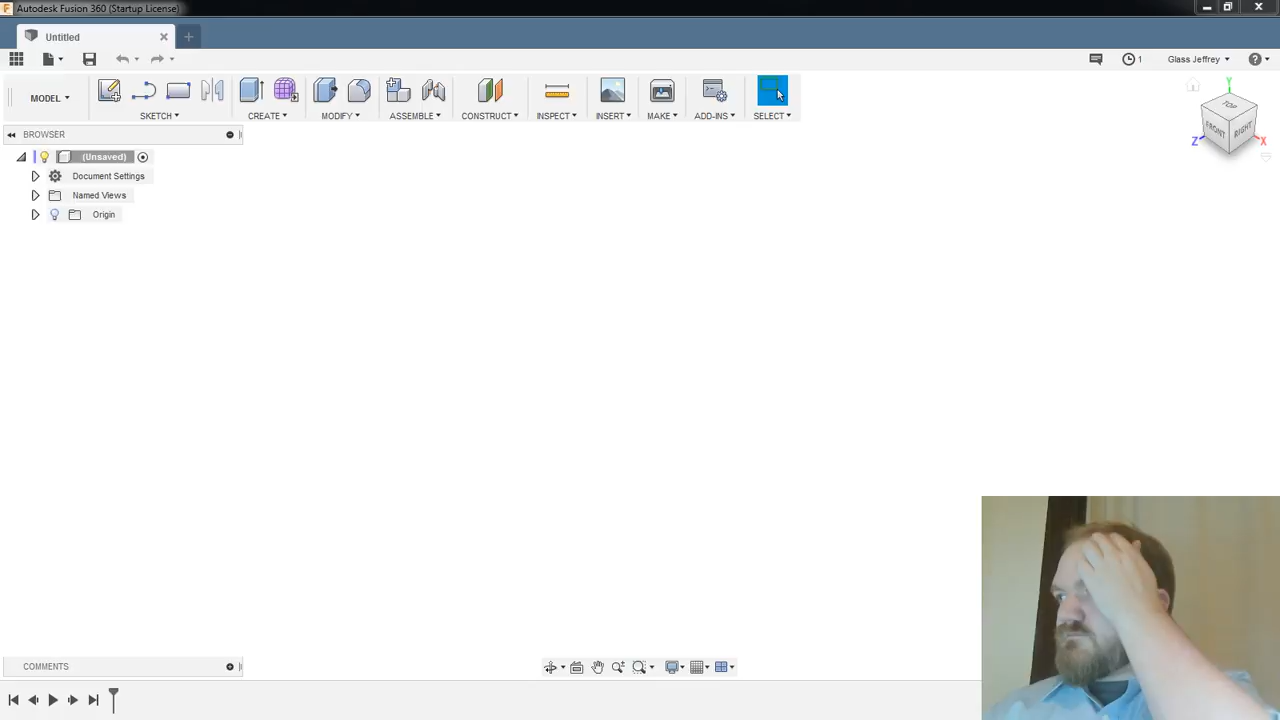 Autodesk Fusion 360 (Startup License)
Untitled
1
Glass Jeffrey
MODEL
SKETCH
CREATE
MODIFY
ASSEMBLE
CONSTRUCT
INSPECT
INSERT
MAKE
ADD-INS
SELECT
Y
TOP
FRONT
RIGHT
Z
X
BROWSER
(Unsaved)
Document Settings
Named Views
Origin
COMMENTS